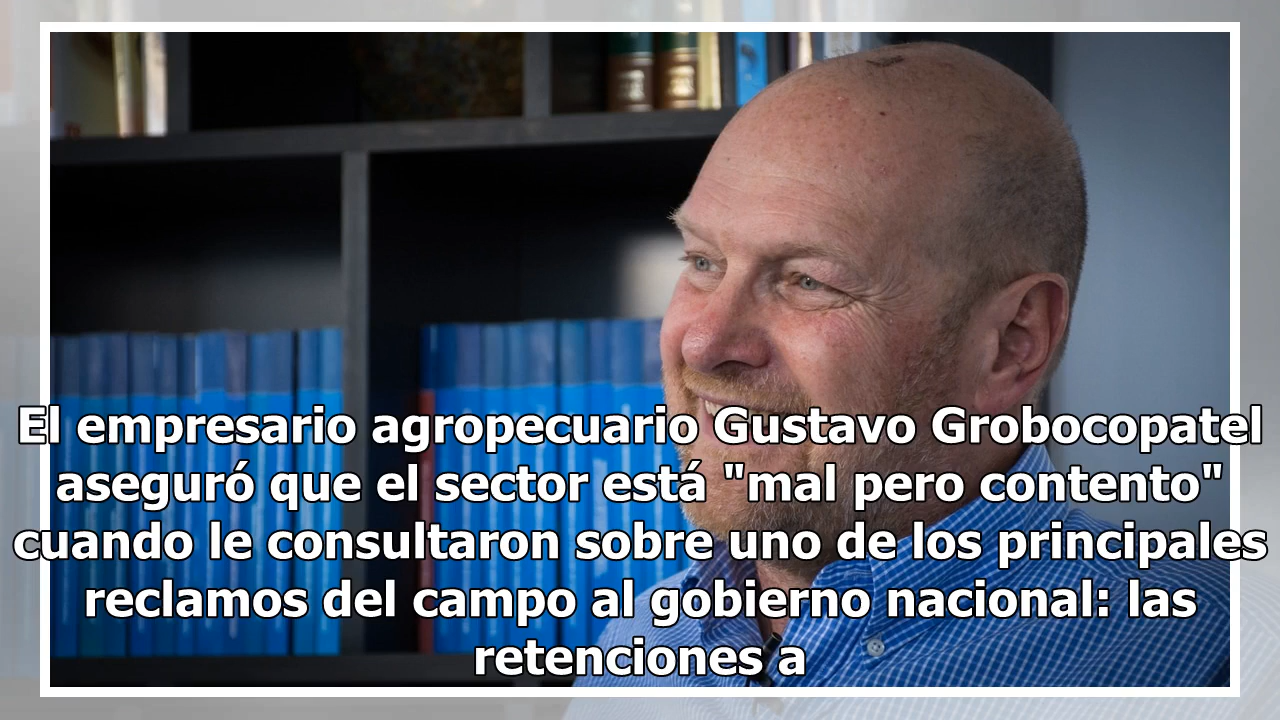 El empresario agropecuario Gustavo Grobocopatel
aseguró que el sector está "mal pero contento"
cuando le consultaron sobre uno de los principales
reclamos del campo al gobierno nacional: las
retenciones a